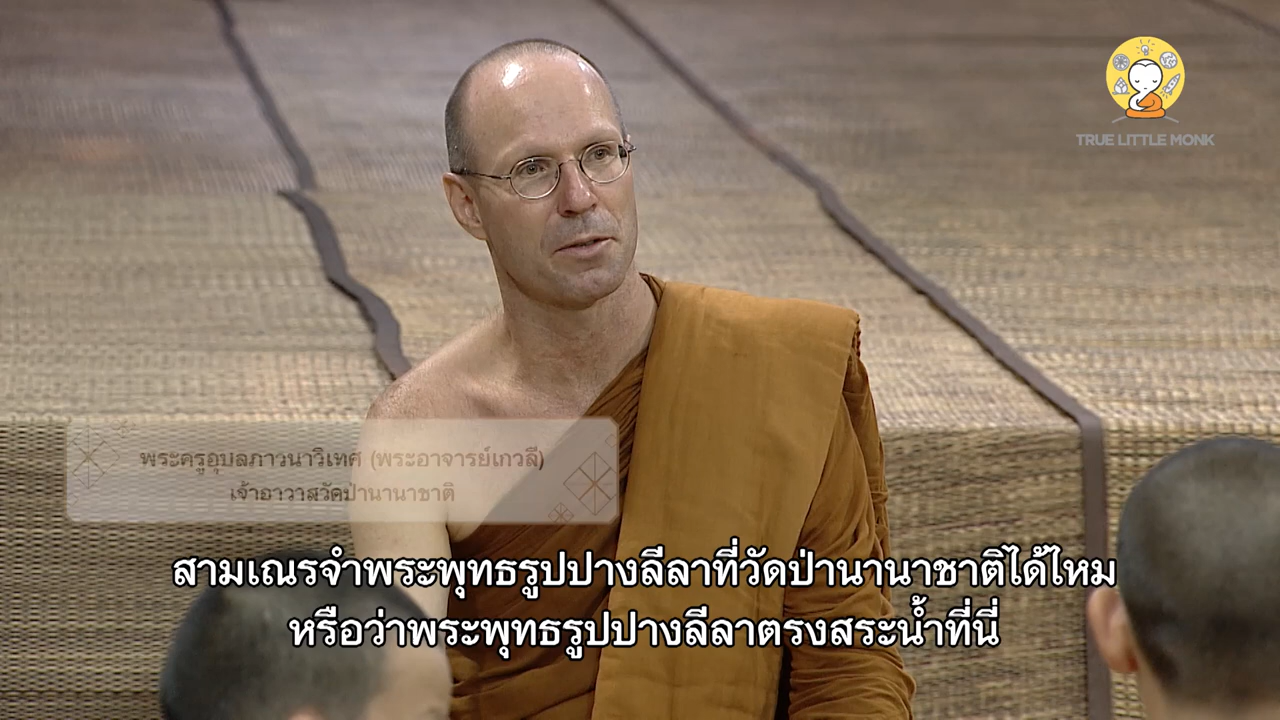 TRUE LITTLE MONK
พระครูอุบลภาวนาวิเทศ (พระอาจารย์เกวลี)
เจ้าอาวาสวัดป่านานาชาติ
สามเณรจำพระพุทธรูปปางลีลาที่วัดป่านานาชาติได้ไหม
หรือว่าพระพุทธรูปปางลีลาตรงสระน้ำที่นี่